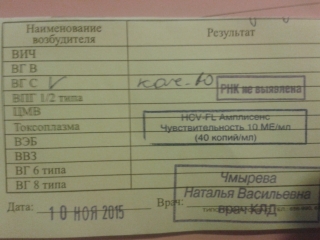 Наименование возбудителя Результат
ВИЧ
ВГ В
ВГ С V кач. РНК не выявлена
ВПГ 1/2 типа
ЦМВ HCV-FL Амплисенс
Токсоплазма Чувствительность 10 МЕ/мл
ВЭБ (40 копий/мл)
ВВЗ
ВГ 6 типа Чмырева
ВГ 8 типа Наталья Васильевна
Дата: 10 НОЯ 2015 Врач: врач КЛД